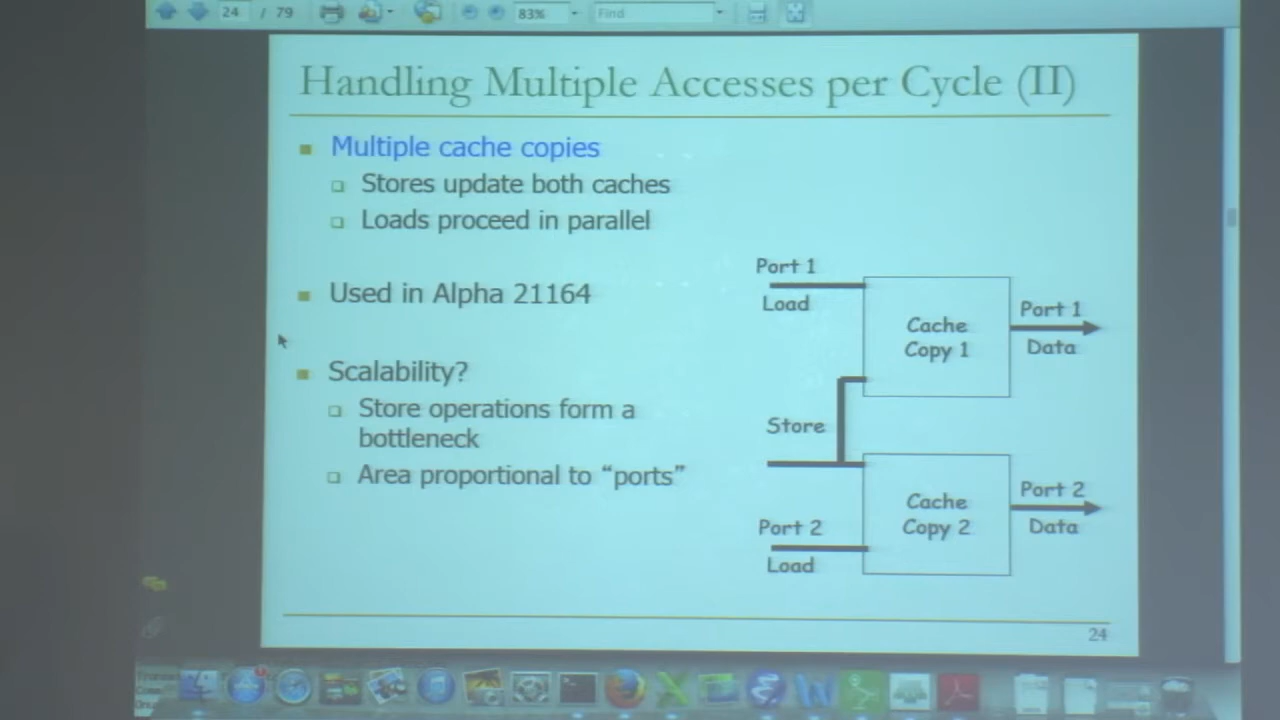 24 / 79
83%
Find
Handling Multiple Accesses per Cycle (II)
Multiple cache copies
Stores update both caches
Loads proceed in parallel
Used in Alpha 21164
Scalability?
Store operations form a
bottleneck
Area proportional to “ports”
Port 1
Load
Cache
Copy 1
Port 1
Data
Store
Port 2
Load
Cache
Copy 2
Port 2
Data
24